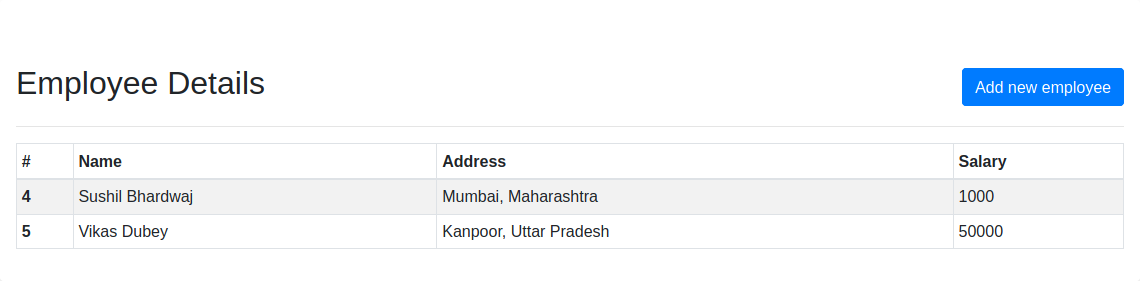 Employee Details
Add new employee
# Name Address Salary
4 Sushil Bhardwaj Mumbai, Maharashtra 1000
5 Vikas Dubey Kanpoor, Uttar Pradesh 50000